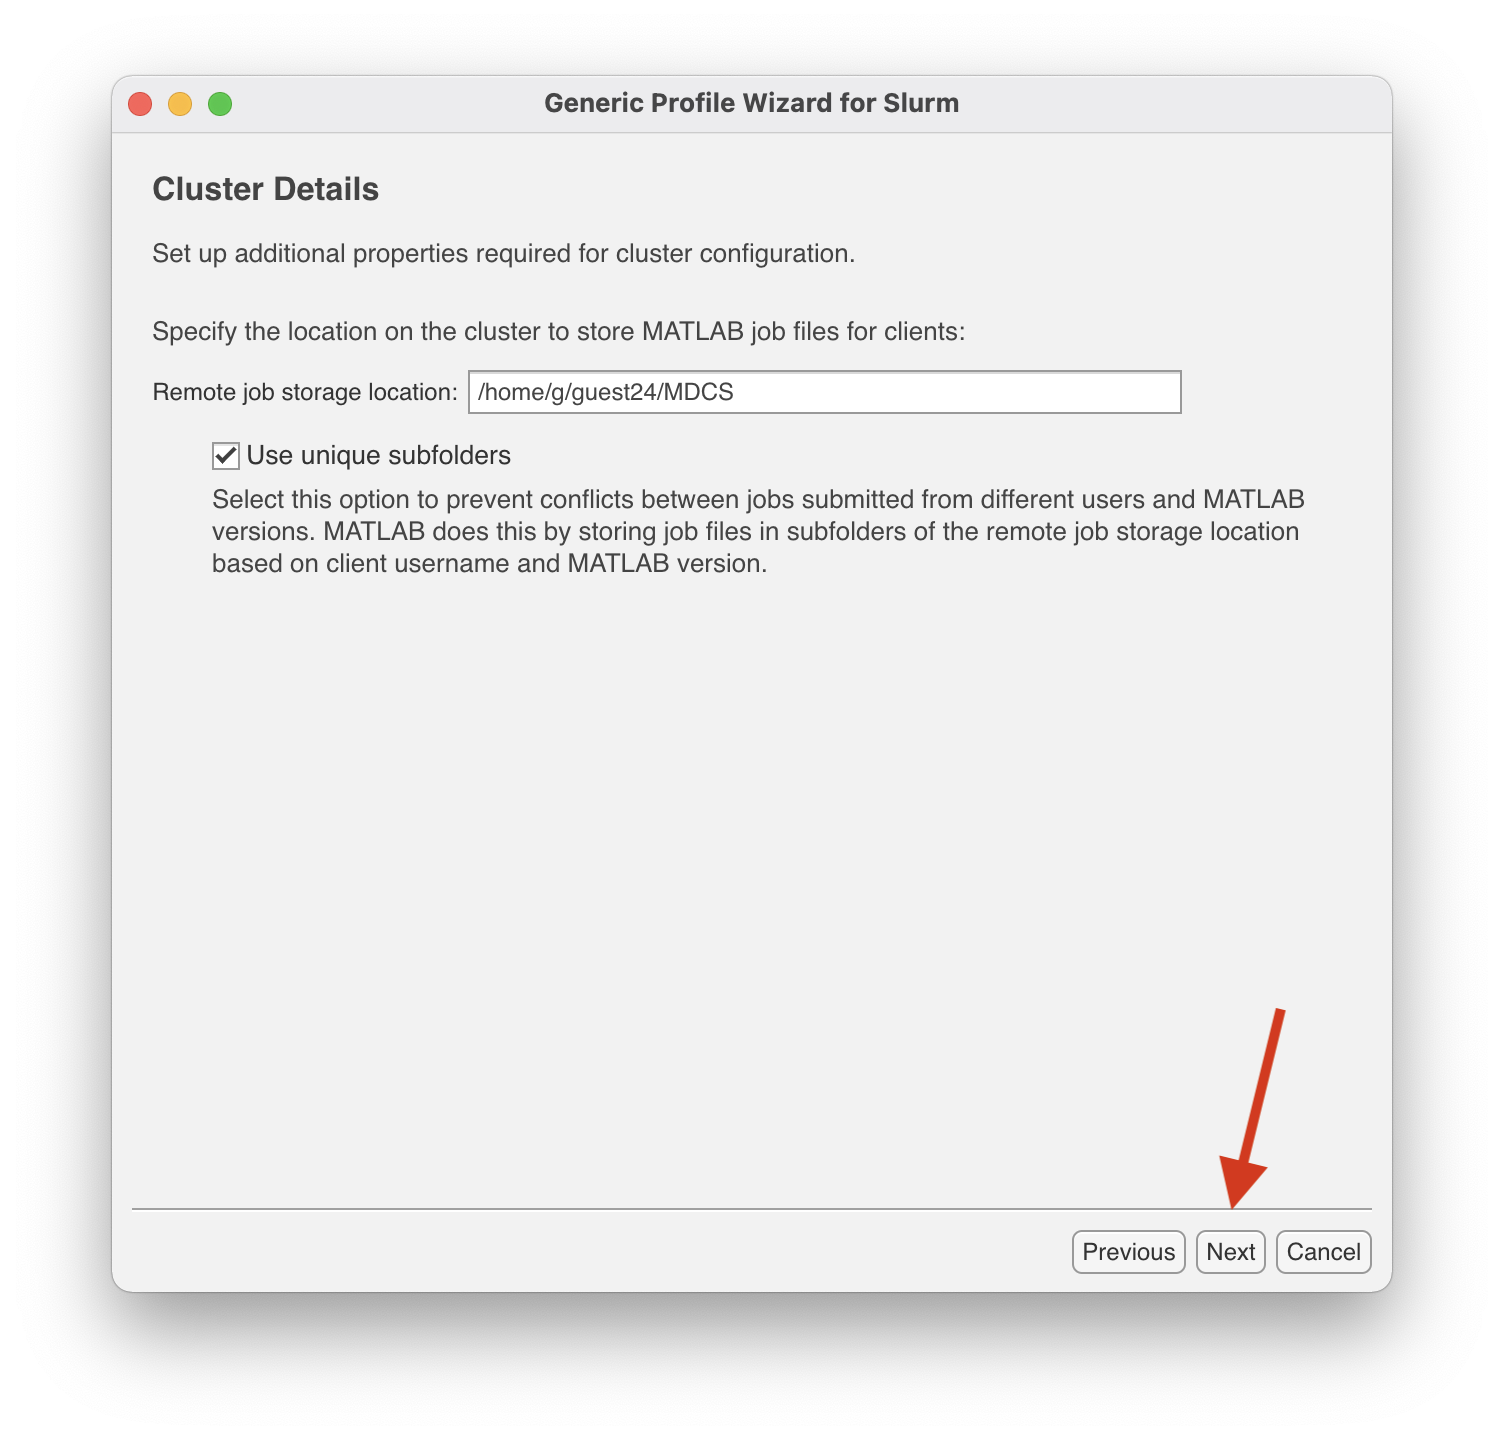 Generic Profile Wizard for Slurm
Cluster Details
Set up additional properties required for cluster configuration.
Specify the location on the cluster to store MATLAB job files for clients:
Remote job storage location: /home/g/guest24/MDCS
Use unique subfolders
Select this option to prevent conflicts between jobs submitted from different users and MATLAB
versions. MATLAB does this by storing job files in subfolders of the remote job storage location
based on client username and MATLAB version.
Previous Next Cancel